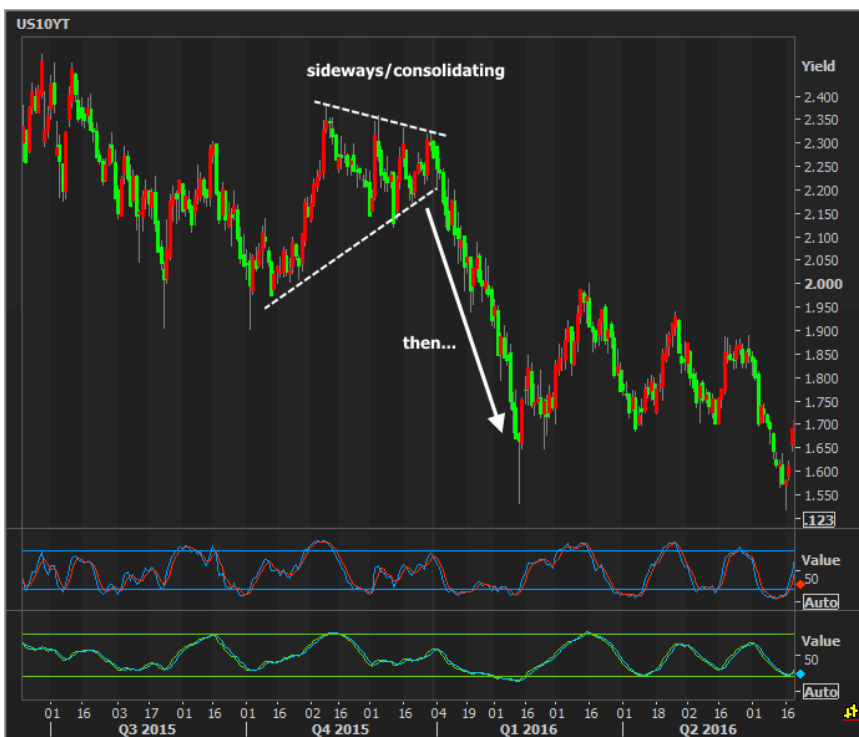 US10YT
sideways/consolidating
Yield
2.400
2.350
2.300
2.250
2.200
2.150
2.100
2.050
2.000
1.950
1.900
1.850
then...
1.800
1.750
1.700
1.650
1.600
1.550
.123
Value
50
Auto
Value
50
Auto
01 16 03 17 01 16 02 16 01 16 04 19 01 16 01 16 01 18 02 16 01 16
Q3 2015 Q4 2015 Q1 2016 Q2 2016